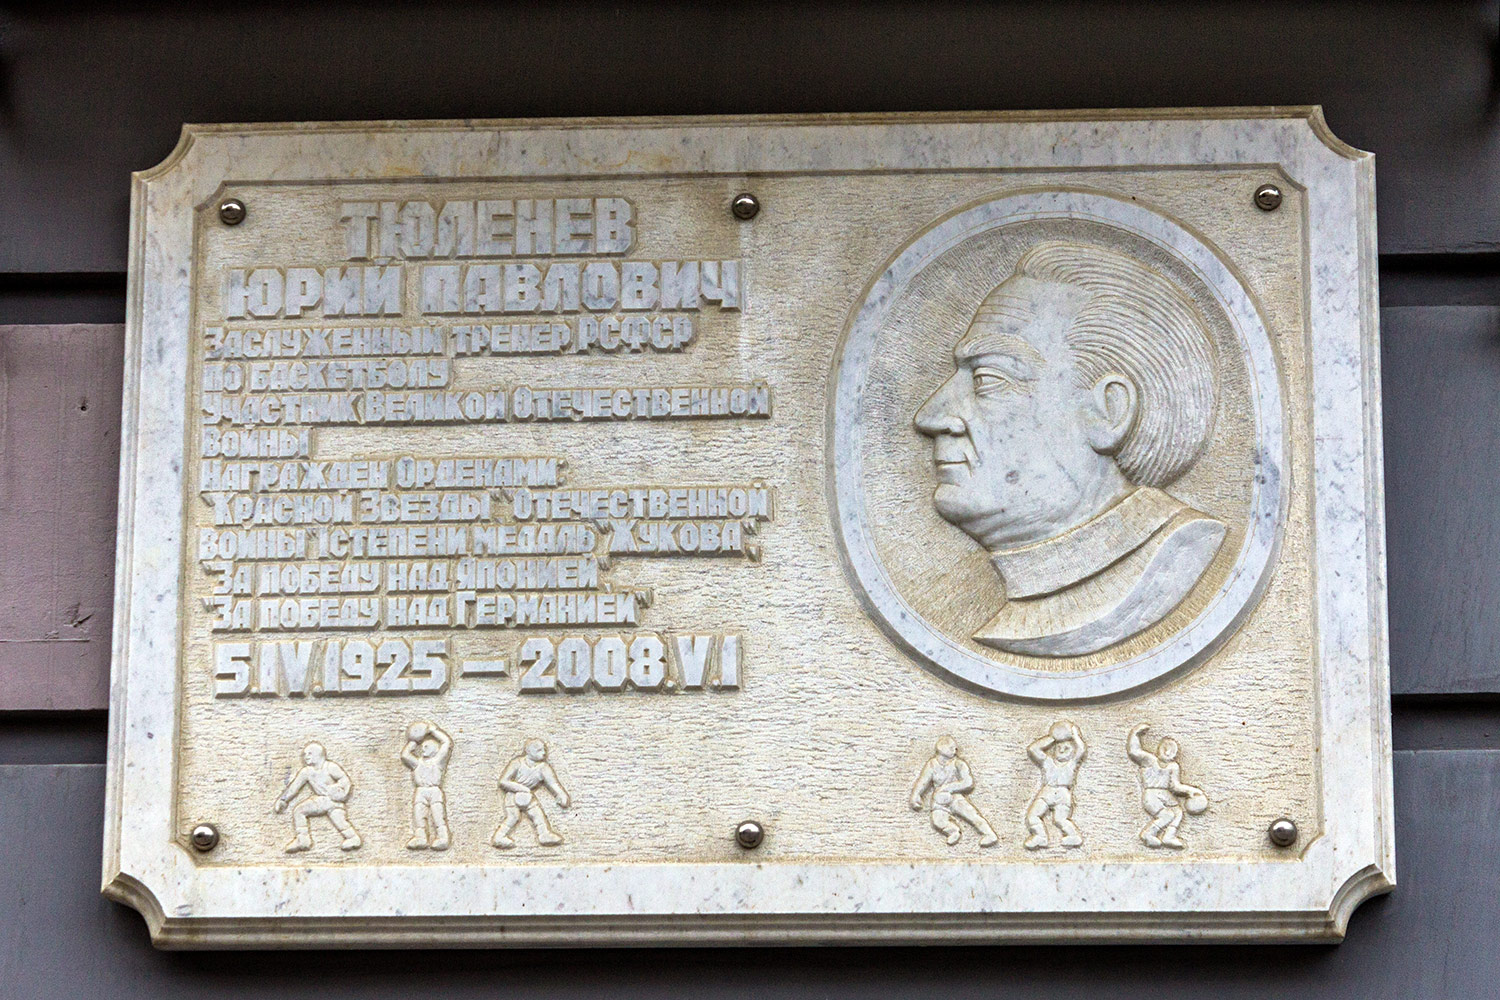 ТЮЛЕНЕВ
ЮРИЙ ПАВЛОВИЧ
ЗАСЛУЖЕННЫЙ ТРЕНЕР РСФСР
ПО БАСКЕТБОЛУ
УЧАСТНИК ВЕЛИКОЙ ОТЕЧЕСТВЕННОЙ
ВОЙНЫ
НАГРАЖДЕН ОРДЕНАМИ:
"КРАСНОЙ ЗВЕЗДЫ" "ОТЕЧЕСТВЕННОЙ
ВОЙНЫ" I СТЕПЕНИ МЕДАЛЬ "ЖУКОВА",
"ЗА ПОБЕДУ НАД ЯПОНИЕЙ"
"ЗА ПОБЕДУ НАД ГЕРМАНИЕЙ"
5.IV.1925 – 2008.V.I